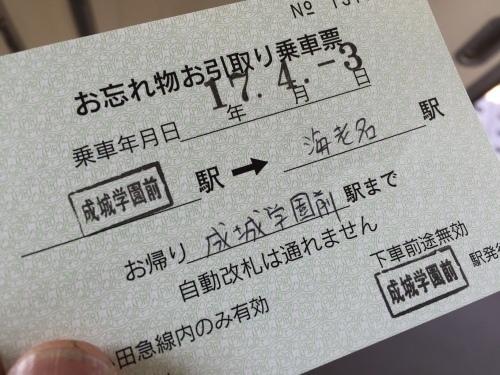 No
お忘れ物お引取り乗車票
17.4.-3
乗車年月日 年 月 日
成城学園前 駅 → 海老名 駅
お帰り 成城学園前 駅まで
自動改札は通れません
下車前途無効
田急線内のみ有効
成城学園前 駅発行